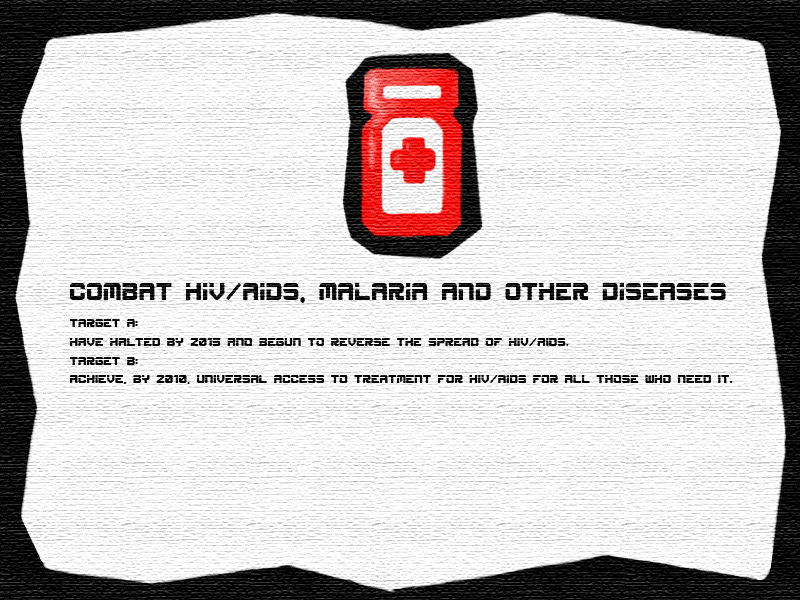 COMBAT HIV/AIDS, MALARIA AND OTHER DISEASES
TARGET A:
HAVE HALTED BY 2015 AND BEGUN TO REVERSE THE SPREAD OF HIV/AIDS.
TARGET B:
ACHIEVE, BY 2010, UNIVERSAL ACCESS TO TREATMENT FOR HIV/AIDS FOR ALL THOSE WHO NEED IT.